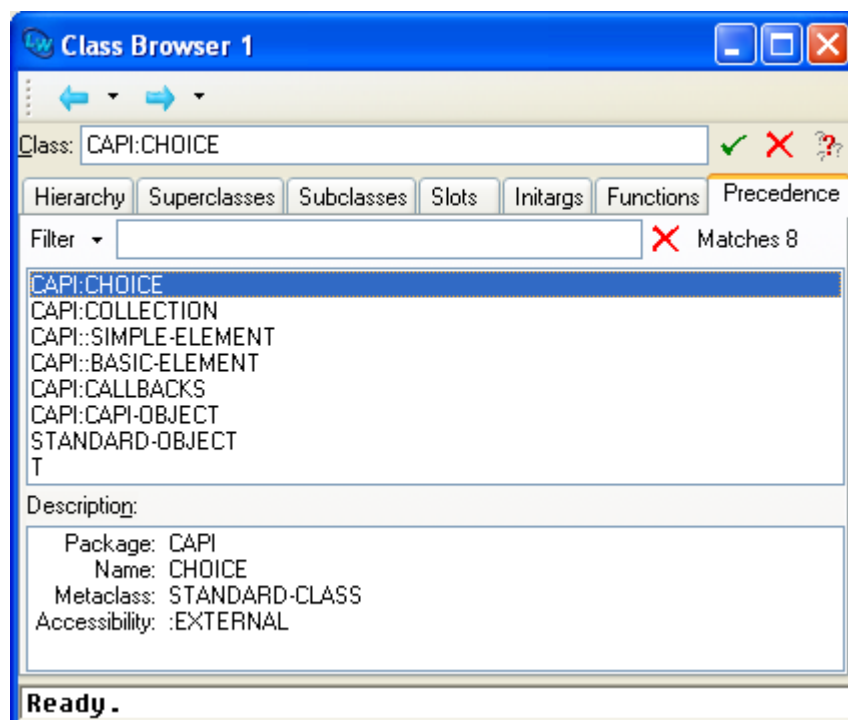 Class Browser 1
Class: CAPI:CHOICE
Hierarchy Superclasses Subclasses Slots Initargs Functions Precedence
Filter Matches 8
CAPI:CHOICE
CAPI:COLLECTION
CAPI::SIMPLE-ELEMENT
CAPI::BASIC-ELEMENT
CAPI:CALLBACKS
CAPI:CAPI-OBJECT
STANDARD-OBJECT
T
Description:
Package: CAPI
Name: CHOICE
Metaclass: STANDARD-CLASS
Accessibility: :EXTERNAL
Ready.